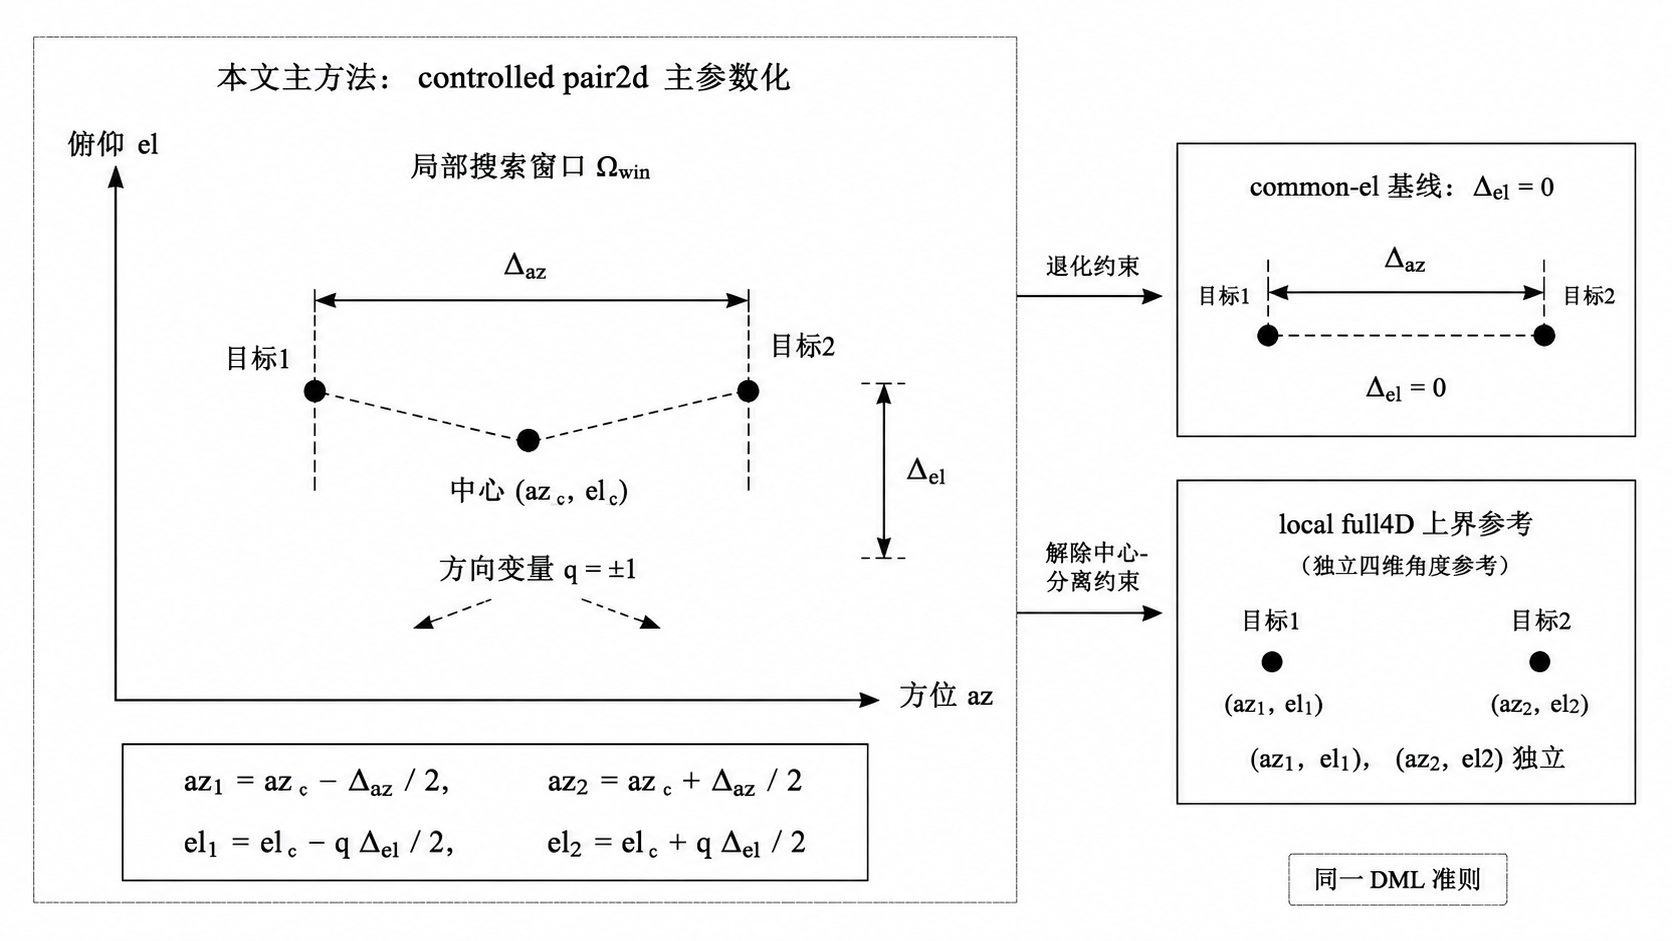 本文主方法： controlled pair2d 主参数化
俯仰 el
局部搜索窗口 Ωwin
Δaz
目标1
目标2
中心 (az c, el c)
Δel
方向变量 q = ±1
方位 az
az1 = az c − Δaz / 2, az2 = az c + Δaz / 2
el1 = el c − q Δel / 2, el2 = el c + q Δel / 2
退化约束
解除中心-
分离约束
common-el 基线： Δel = 0
Δaz
目标1
目标2
Δel = 0
local full4D 上界参考
（独立四维角度参考）
目标1
目标2
(az1, el1)
(az2, el2)
(az1, el1), (az2, el2) 独立
同一 DML 准则